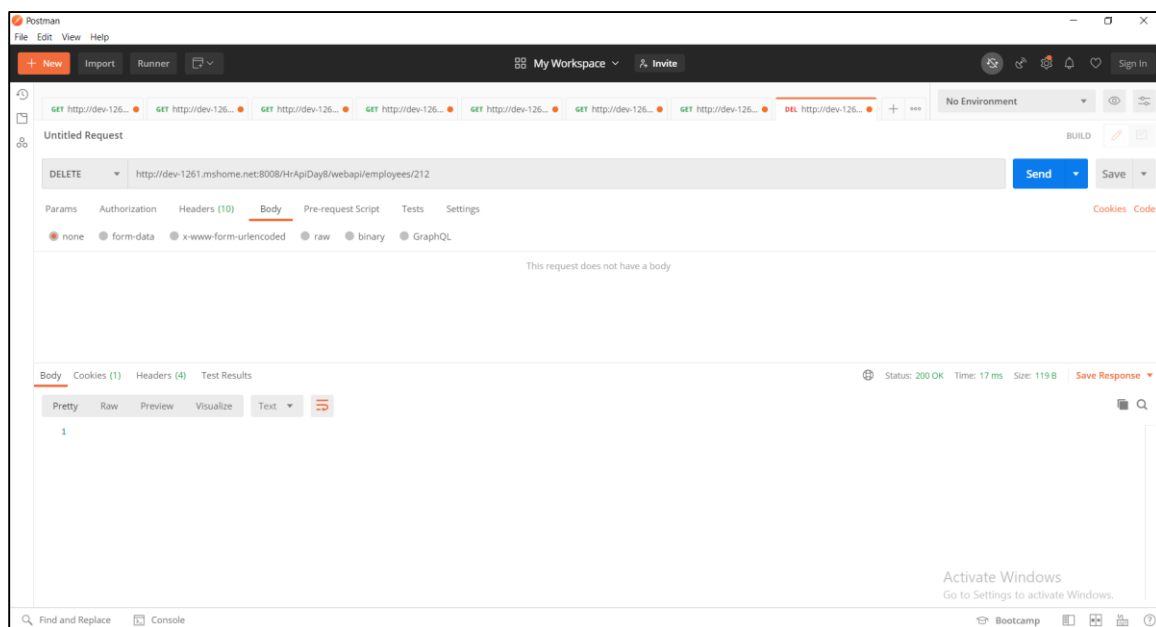 Postman
File Edit View Help
+ New Import Runner My Workspace Invite Sign In
GET http://dev-126... GET http://dev-126... GET http://dev-126... GET http://dev-126... GET http://dev-126... GET http://dev-126... GET http://dev-126... DEL http://dev-126... + ooo No Environment
Untitled Request BUILD
DELETE http://dev-1261.mshome.net:8008/HrApiDay8/webapi/employees/212 Send Save
Params Authorization Headers (10) Body Pre-request Script Tests Settings Cookies Code
none form-data x-www-form-urlencoded raw binary GraphQL
This request does not have a body
Body Cookies (1) Headers (4) Test Results Status: 200 OK Time: 17 ms Size: 119 B Save Response
Pretty Raw Preview Visualize Text
1
Activate Windows
Go to Settings to activate Windows.
Find and Replace Console Bootcamp